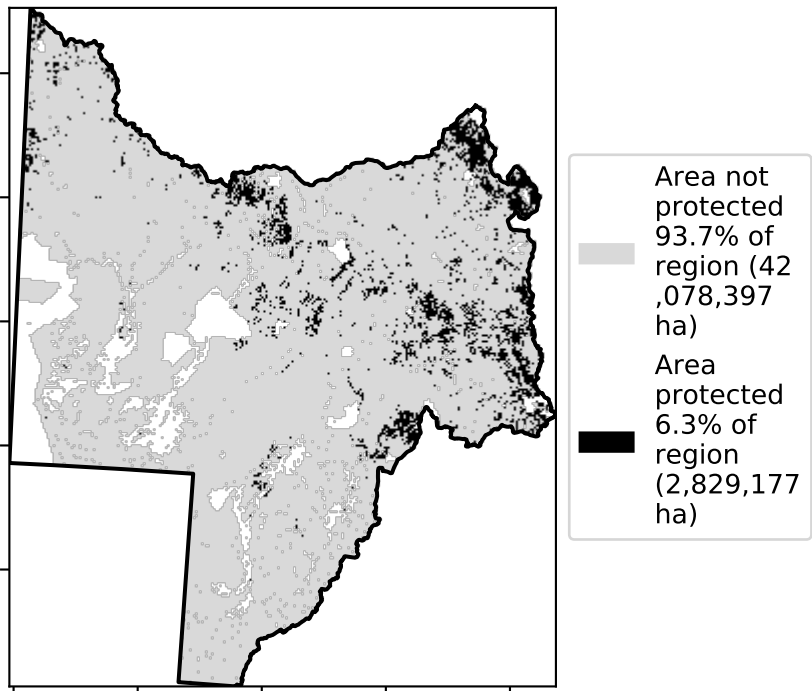 Area not
protected
93.7% of
region (42
,078,397
ha)
Area
protected
6.3% of
region
(2,829,177
ha)